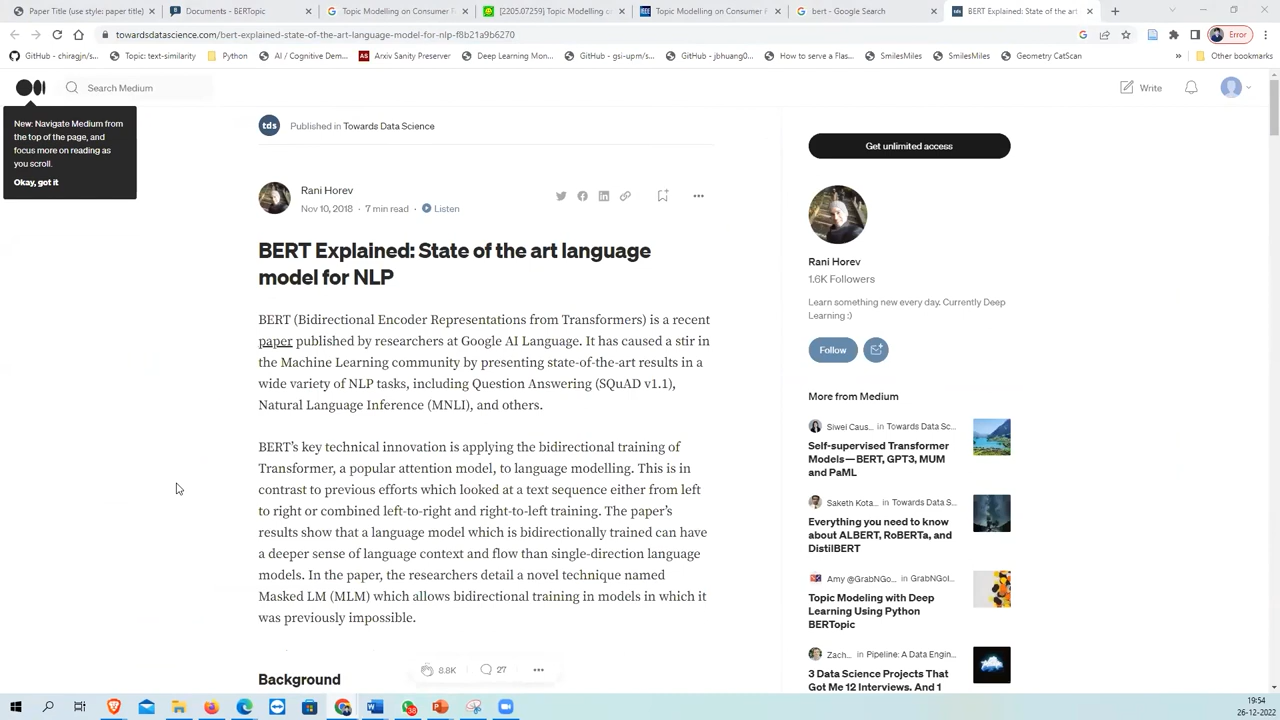 Paper Title (use style: paper title)
Documents - BERTopic
Topic Modelling on Consumer F
[2205.07259] Topic Modelling
Topic Modelling on Consumer F
bert - Google Search
BERT Explained: State of the art
towardsdatascience.com/bert-explained-state-of-the-art-language-model-for-nlp-f8b21a9b6270
Error
GitHub - chiragjn/s...
Topic: text-similarity
Python
AI / Cognitive Dem...
Arxiv Sanity Preserver
Deep Learning Dem...
GitHub - gsi-upm/s...
GitHub - jbhuang0...
How to serve a Flas...
SmilesMiles
SmilesMiles
Geometry CatScan
»
Other bookmarks
Search Medium
Write
New: Navigate Medium from
the top of the page, and
focus more on reading as
you scroll.
Okay, got it
tds
Published in Towards Data Science
Rani Horev
Nov 10, 2018 · 7 min read · Listen
BERT Explained: State of the art language
model for NLP
BERT (Bidirectional Encoder Representations from Transformers) is a recent
paper published by researchers at Google AI Language. It has caused a stir in
the Machine Learning community by presenting state-of-the-art results in a
wide variety of NLP tasks, including Question Answering (SQuAD v1.1),
Natural Language Inference (MNLI), and others.
BERT’s key technical innovation is applying the bidirectional training of
Transformer, a popular attention model, to language modelling. This is in
contrast to previous efforts which looked at a text sequence either from left
to right or combined left-to-right and right-to-left training. The paper’s
results show that a language model which is bidirectionally trained can have
a deeper sense of language context and flow than single-direction language
models. In the paper, the researchers detail a novel technique named
Masked LM (MLM) which allows bidirectional training in models in which it
was previously impossible.
8.8K
27
Background
Get unlimited access
Rani Horev
1.6K Followers
Learn something new every day. Currently Deep
Learning :)
Follow
More from Medium
Siwei Caus... in Towards Data Sc...
Self-supervised Transformer
Models—BERT, GPT3, MUM
and PaML
Saketh Kota... in Towards Data S...
Everything you need to know
about ALBERT, RoBERTa, and
DistilBERT
Amy @GrabNGo... in GrabNGoI...
Topic Modeling with Deep
Learning Using Python
BERTopic
Zach... in Pipeline: A Data Engin...
3 Data Science Projects That
Got Me 12 Interviews. And 1
38
19:54
26-12-2022